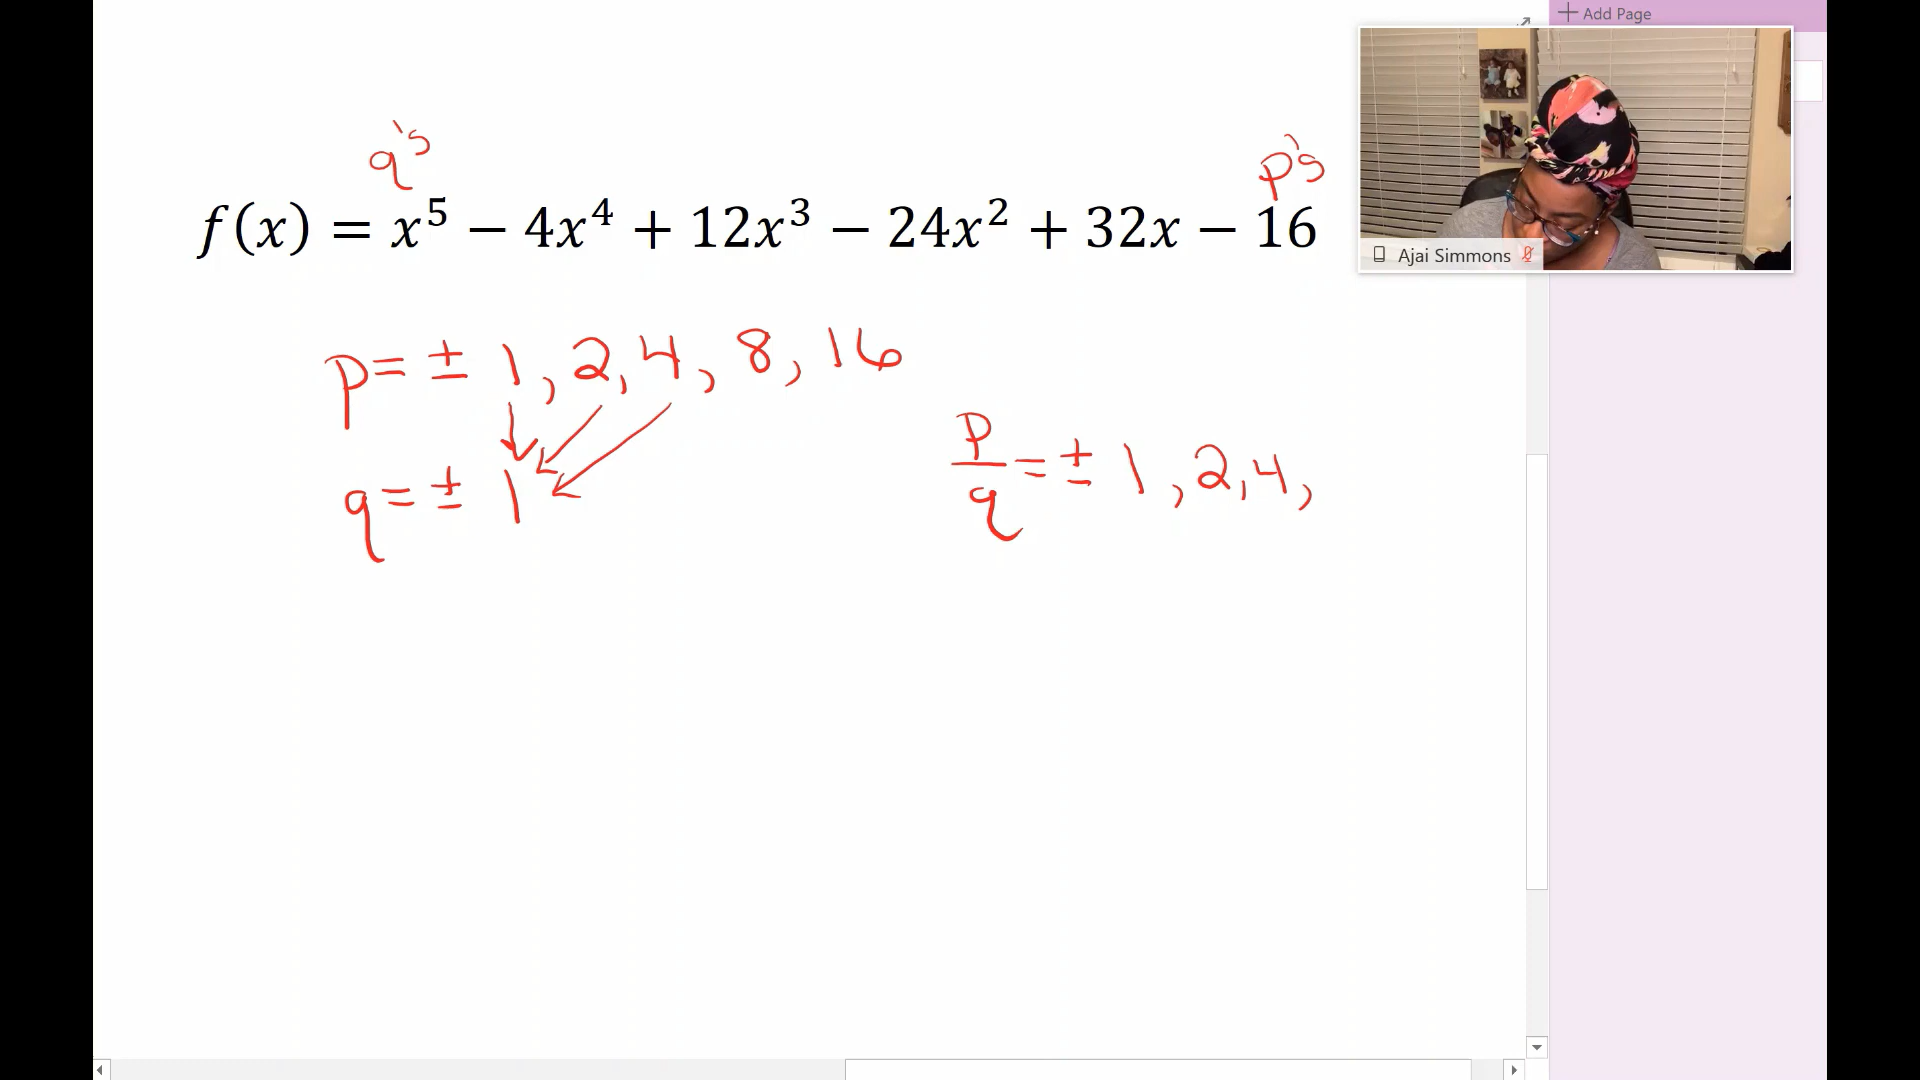 Add Page
q's
p's
f(x) = x⁵ − 4x⁴ + 12x³ − 24x² + 32x − 16
Ajai Simmons
p = ± 1, 2, 4, 8, 16
p/q = ± 1, 2, 4,
q = ± 1